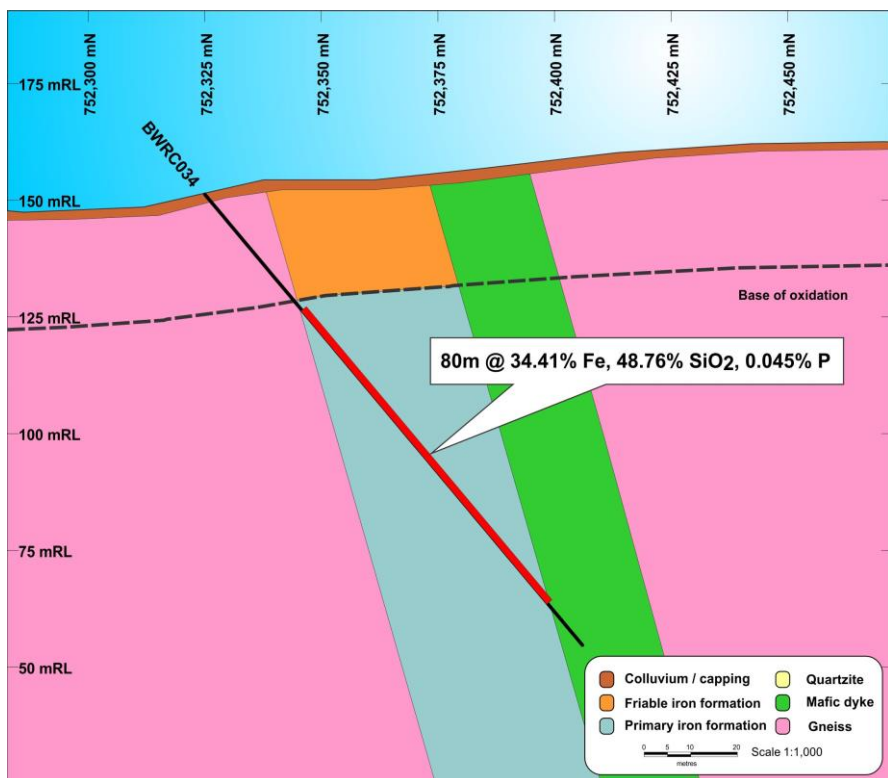 752,300 mN
752,325 mN
752,350 mN
752,375 mN
752,400 mN
752,425 mN
752,450 mN
175 mRL
BWRC034
150 mRL
Base of oxidation
125 mRL
80m @ 34.41% Fe, 48.76% SiO2, 0.045% P
100 mRL
75 mRL
50 mRL
Colluvium / capping
Quartzite
Friable iron formation
Mafic dyke
Primary iron formation
Gneiss
0 5 10 20
metres
Scale 1:1,000